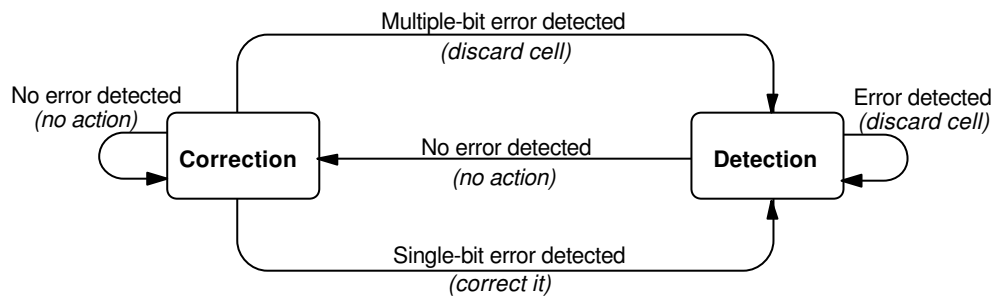 Multiple-bit error detected
(discard cell)
No error detected
(no action)
Error detected
(discard cell)
Correction
No error detected
(no action)
Detection
Single-bit error detected
(correct it)